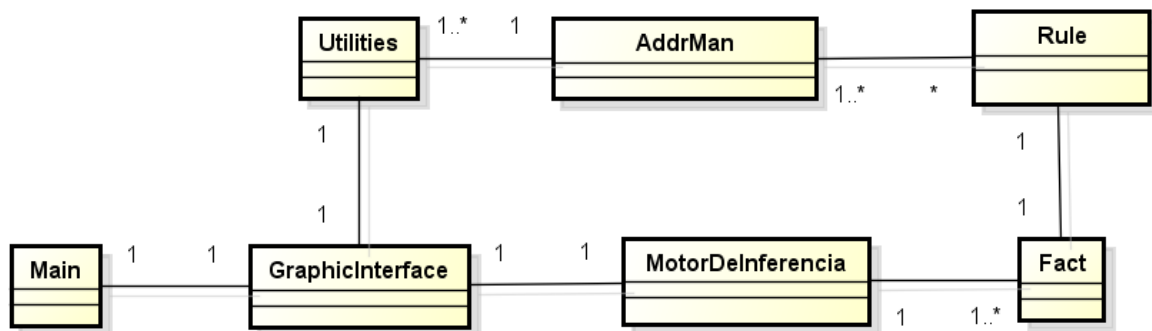 Utilities
1..*
1
AddrMan
1..*
*
Rule
1
1
1
1
Main
1
1
GraphicInterface
1
1
MotorDeInferencia
1
1..*
Fact